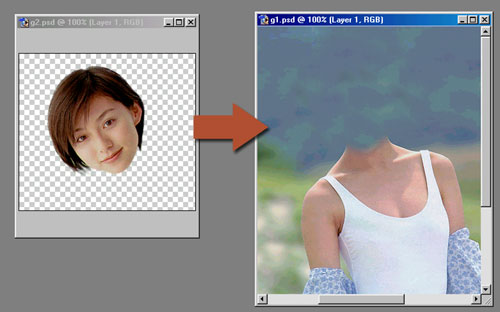 g2.psd @ 100% (Layer 1, RGB)
g1.psd @ 100% (Layer 1, RGB)